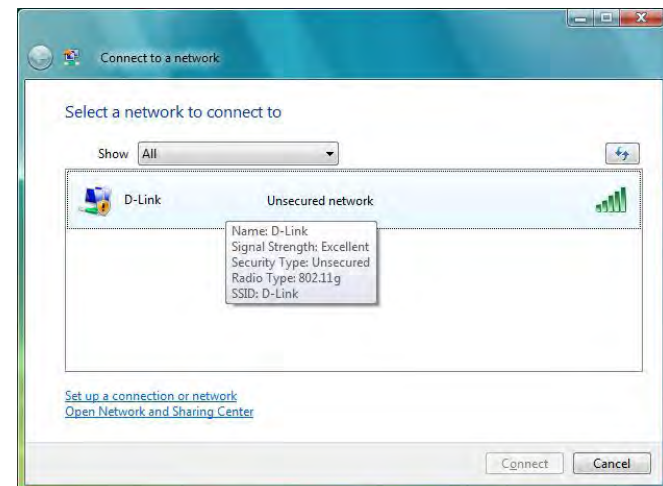 Connect to a network
Select a network to connect to
Show All
D-Link Unsecured network
Name: D-Link
Signal Strength: Excellent
Security Type: Unsecured
Radio Type: 802.11g
SSID: D-Link
Set up a connection or network
Open Network and Sharing Center
Connect Cancel